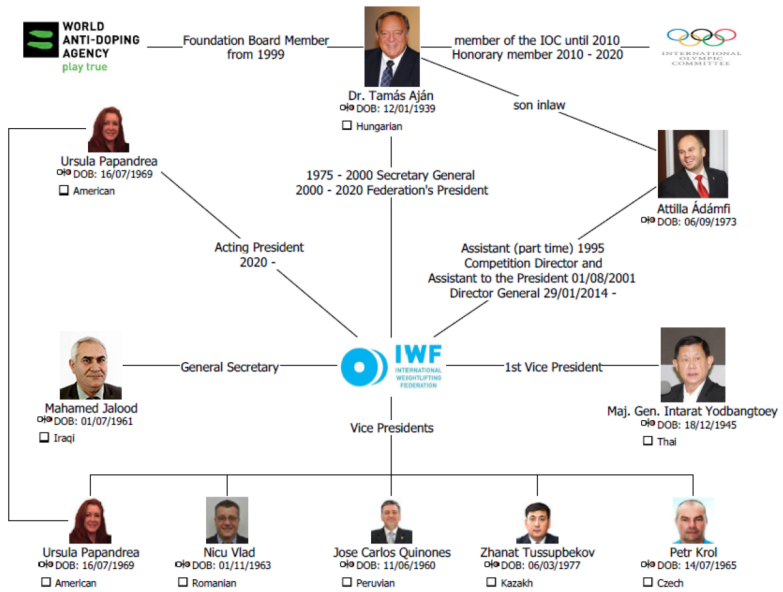 WORLD
ANTI-DOPING
AGENCY
play true
Foundation Board Member
from 1999
member of the IOC until 2010
Honorary member 2010 - 2020
INTERNATIONAL
OLYMPIC
COMMITTEE
Dr. Tamás Aján
DOB: 12/01/1939
Hungarian
son inlaw
Ursula Papandrea
DOB: 16/07/1969
American
1975 - 2000 Secretary General
2000 - 2020 Federation's President
Attilla Ádámfi
DOB: 06/09/1973
Acting President
2020 -
Assistant (part time) 1995
Competition Director and
Assistant to the President 01/08/2001
Director General 29/01/2014 -
General Secretary
IWF
INTERNATIONAL
WEIGHTLIFTING
FEDERATION
1st Vice President
Mahamed Jalood
DOB: 01/07/1961
Iraqi
Maj. Gen. Intarat Yodbangtoey
DOB: 18/12/1945
Thai
Vice Presidents
Ursula Papandrea
DOB: 16/07/1969
American
Nicu Vlad
DOB: 01/11/1963
Romanian
Jose Carlos Quinones
DOB: 11/06/1960
Peruvian
Zhanat Tussupbekov
DOB: 06/03/1977
Kazakh
Petr Krol
DOB: 14/07/1965
Czech